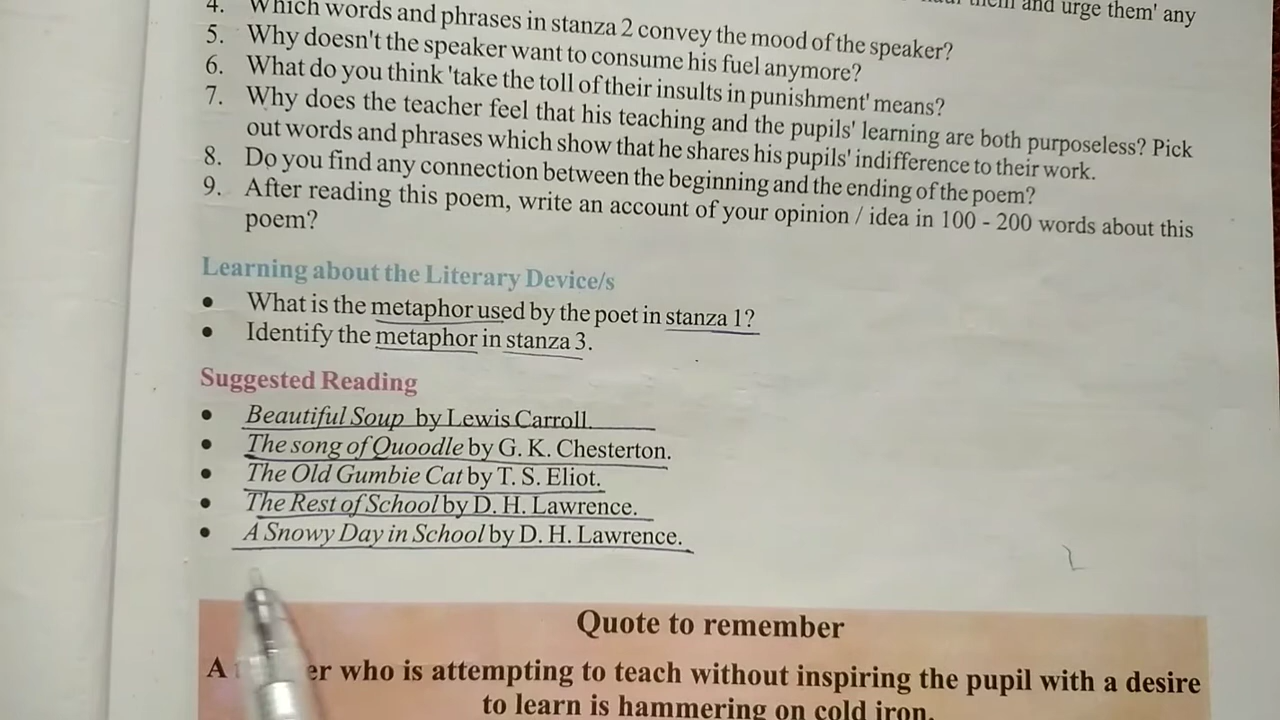 them and urge them' any
4. Which words and phrases in stanza 2 convey the mood of the speaker?
5. Why doesn't the speaker want to consume his fuel anymore?
6. What do you think 'take the toll of their insults in punishment' means?
7. Why does the teacher feel that his teaching and the pupils' learning are both purposeless? Pick
out words and phrases which show that he shares his pupils' indifference to their work.
8. Do you find any connection between the beginning and the ending of the poem?
9. After reading this poem, write an account of your opinion / idea in 100 - 200 words about this
poem?
Learning about the Literary Device/s
• What is the metaphor used by the poet in stanza 1?
• Identify the metaphor in stanza 3.
Suggested Reading
• Beautiful Soup by Lewis Carroll.
• The song of Quoodle by G. K. Chesterton.
• The Old Gumbie Cat by T. S. Eliot.
• The Rest of School by D. H. Lawrence.
• A Snowy Day in School by D. H. Lawrence.
Quote to remember
A who is attempting to teach without inspiring the pupil with a desire
to learn is hammering on cold iron.